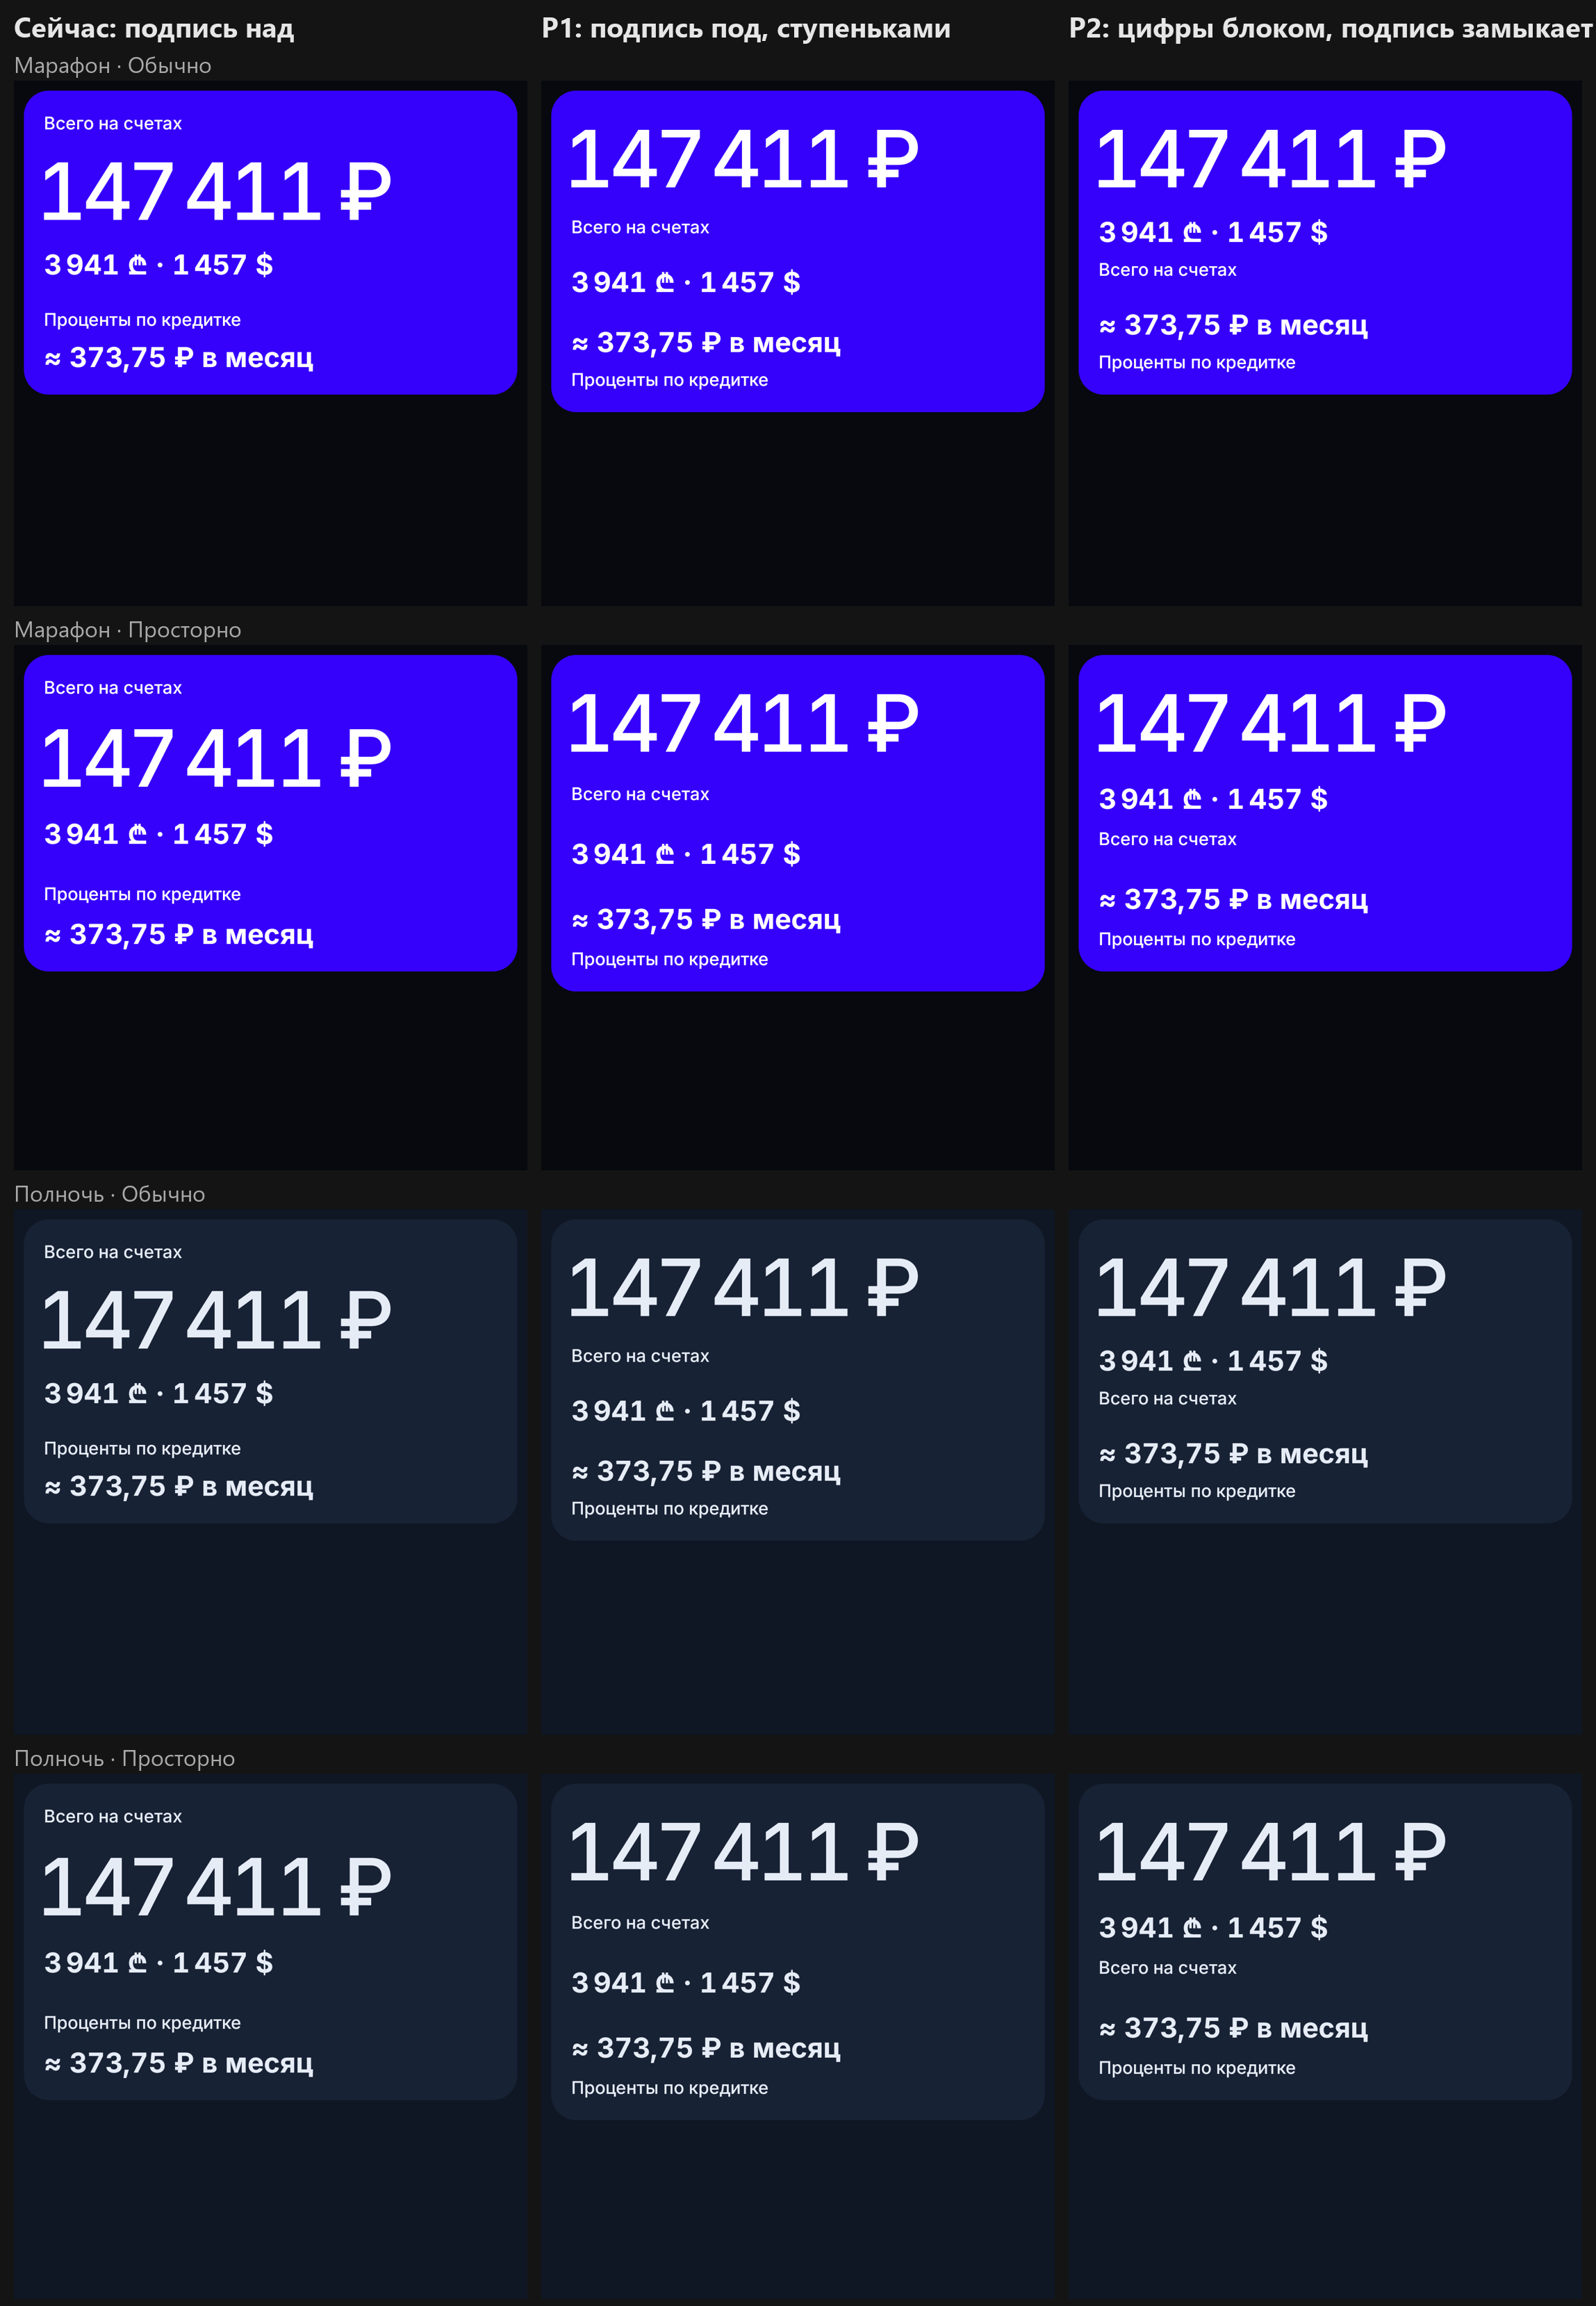 Сейчас: подпись над
P1: подпись под, ступеньками
P2: цифры блоком, подпись замыкает
Марафон · Обычно
Всего на счетах
147 411 ₽
3 941 ₾ · 1 457 $
Проценты по кредитке
≈ 373,75 ₽ в месяц
147 411 ₽
Всего на счетах
3 941 ₾ · 1 457 $
≈ 373,75 ₽ в месяц
Проценты по кредитке
147 411 ₽
3 941 ₾ · 1 457 $
Всего на счетах
≈ 373,75 ₽ в месяц
Проценты по кредитке
Марафон · Просторно
Всего на счетах
147 411 ₽
3 941 ₾ · 1 457 $
Проценты по кредитке
≈ 373,75 ₽ в месяц
147 411 ₽
Всего на счетах
3 941 ₾ · 1 457 $
≈ 373,75 ₽ в месяц
Проценты по кредитке
147 411 ₽
3 941 ₾ · 1 457 $
Всего на счетах
≈ 373,75 ₽ в месяц
Проценты по кредитке
Полночь · Обычно
Всего на счетах
147 411 ₽
3 941 ₾ · 1 457 $
Проценты по кредитке
≈ 373,75 ₽ в месяц
147 411 ₽
Всего на счетах
3 941 ₾ · 1 457 $
≈ 373,75 ₽ в месяц
Проценты по кредитке
147 411 ₽
3 941 ₾ · 1 457 $
Всего на счетах
≈ 373,75 ₽ в месяц
Проценты по кредитке
Полночь · Просторно
Всего на счетах
147 411 ₽
3 941 ₾ · 1 457 $
Проценты по кредитке
≈ 373,75 ₽ в месяц
147 411 ₽
Всего на счетах
3 941 ₾ · 1 457 $
≈ 373,75 ₽ в месяц
Проценты по кредитке
147 411 ₽
3 941 ₾ · 1 457 $
Всего на счетах
≈ 373,75 ₽ в месяц
Проценты по кредитке